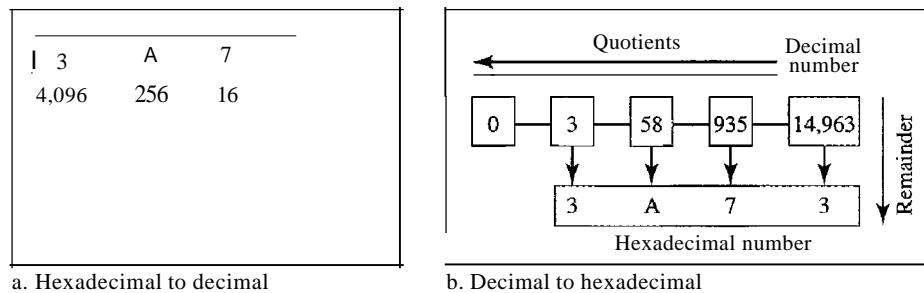 3 A 7
4,096 256 16
a. Hexadecimal to decimal
Quotients
Decimal
number
0 3 58 935 14,963
3 A 7 3
Remainder
Hexadecimal number
b. Decimal to hexadecimal